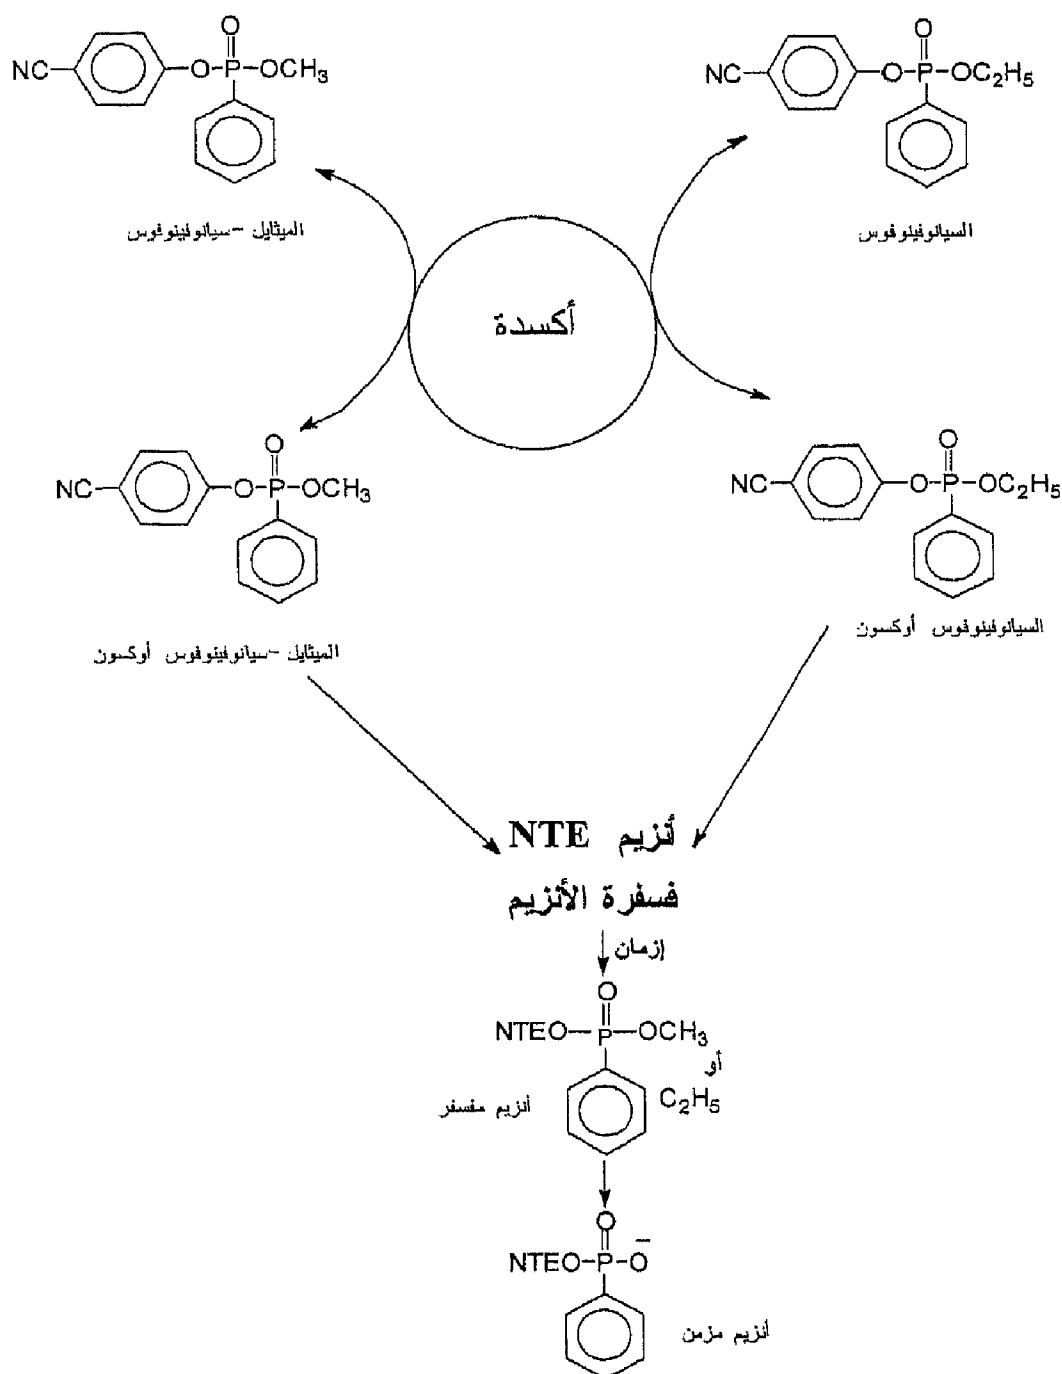 NC O P O OCH3
NC O P O OC2H5
الميثايل -سيانوفينوفوس
السيانوفينوفوس
أكسدة
NC O P O OCH3
NC O P O OC2H5
الميثايل -سيانوفينوفوس أوكسون
السيانوفينوفوس أوكسون
أنزيم NTE
فسفرة الأنزيم
إزمان
O
NTEO-P-OCH3
أو
C2H5
أنزيم مفسفر
O
NTEO-P-O-
أنزيم مزمن